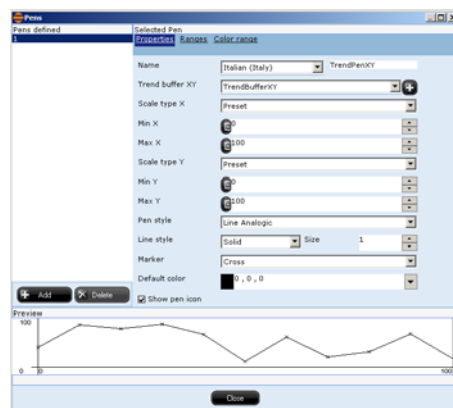 Pens
Pens defined
1
Selected Pen
Properties Ranges Color range
Name Italian (Italy) TrendPenXY
Trend buffer XY TrendBufferXY
Scale type X Preset
Min X 0
Max X 100
Scale type Y Preset
Min Y 0
Max Y 100
Pen style Line Analogic
Line style Solid Size 1
Marker Cross
Default color 0 , 0 , 0
Show pen icon
Add Delete
Preview
100
0 0 100
Close